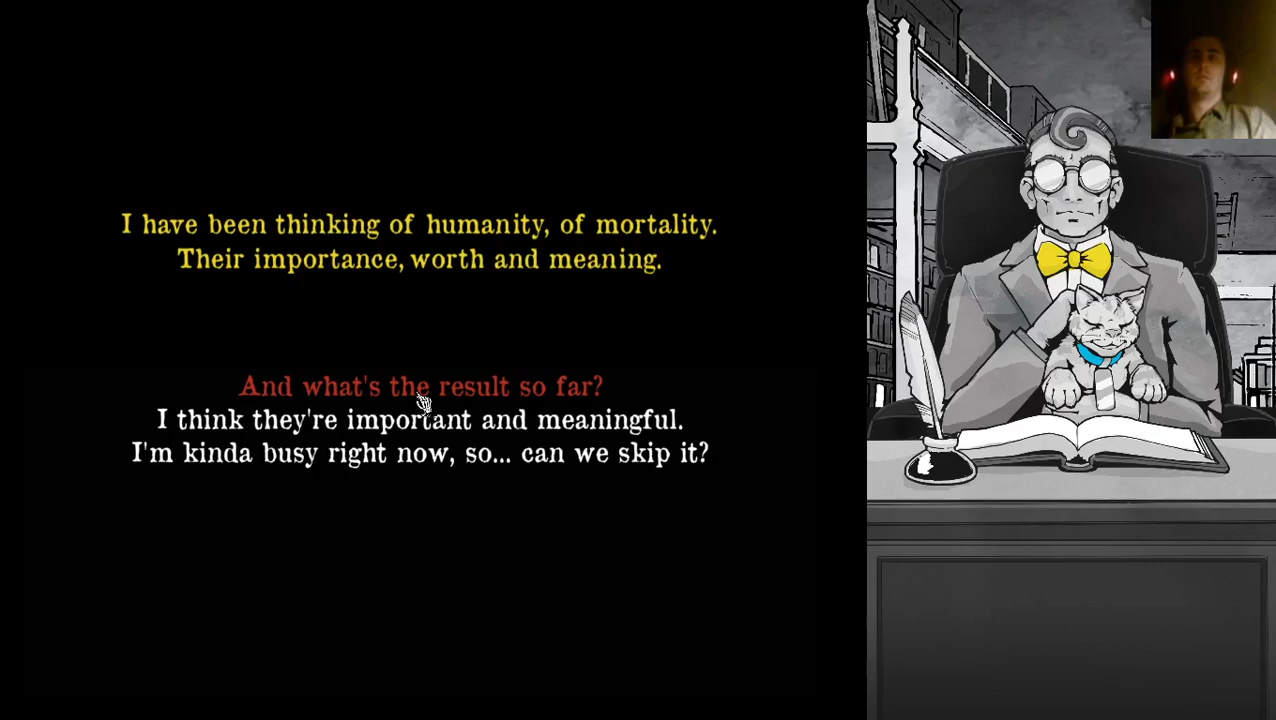 I have been thinking of humanity, of mortality.
Their importance, worth and meaning.
And what's the result so far?
I think they're important and meaningful.
I'm kinda busy right now, so... can we skip it?